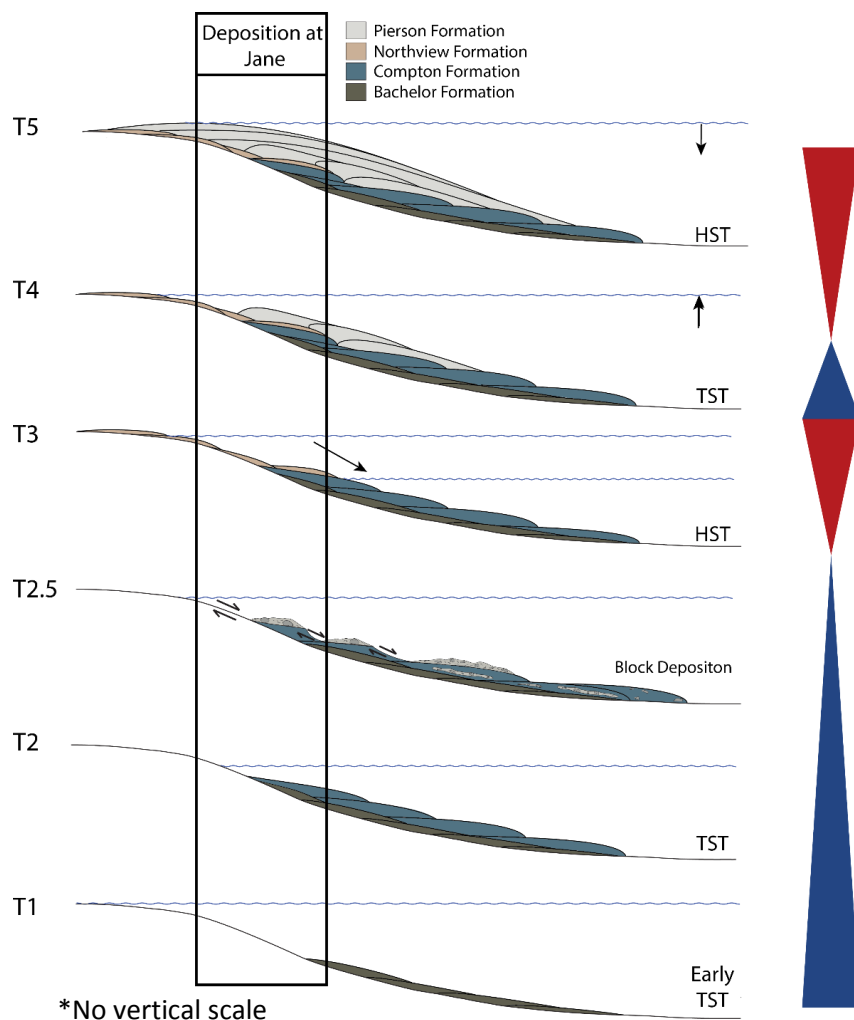 Deposition at
Jane
Pierson Formation
Northview Formation
Compton Formation
Bachelor Formation
T5
HST
T4
TST
T3
HST
T2.5
Block Depositon
T2
TST
T1
Early
TST
*No vertical scale